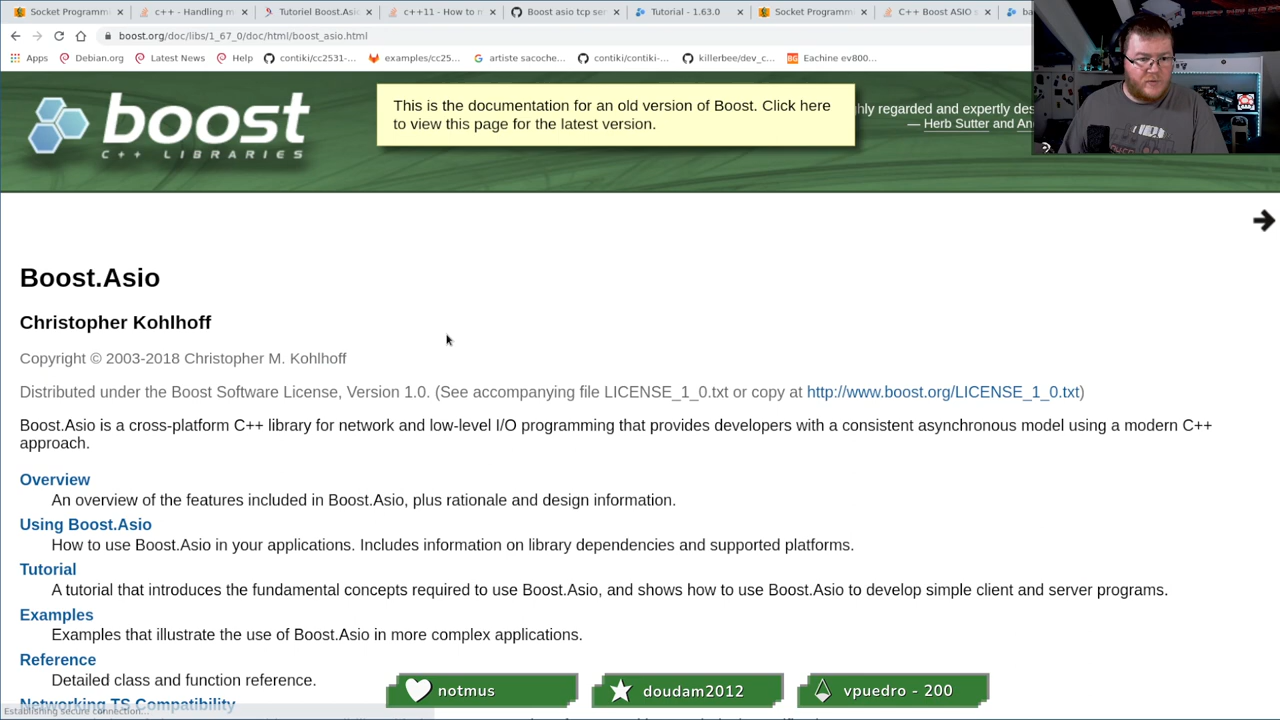 Socket Programm
c++ - Handling m
Tutoriel Boost.Asi
c++11 - How to m
Boost asio tcp ser
Tutorial - 1.63.0
Socket Programm
C++ Boost ASIO s
boost.org/doc/libs/1_67_0/doc/html/boost_asio.html
Apps
Debian.org
Latest News
Help
contiki/cc2531-...
examples/cc25...
artiste sacoche...
contiki/contiki-...
killerbee/dev_c...
Eachine ev800...
boost
C++ LIBRARIES
This is the documentation for an old version of Boost. Click here
to view this page for the latest version.
hly regarded and expertly des
— Herb Sutter and An
Boost.Asio
Christopher Kohlhoff
Copyright © 2003-2018 Christopher M. Kohlhoff
Distributed under the Boost Software License, Version 1.0. (See accompanying file LICENSE_1_0.txt or copy at http://www.boost.org/LICENSE_1_0.txt)
Boost.Asio is a cross-platform C++ library for network and low-level I/O programming that provides developers with a consistent asynchronous model using a modern C++
approach.
Overview
An overview of the features included in Boost.Asio, plus rationale and design information.
Using Boost.Asio
How to use Boost.Asio in your applications. Includes information on library dependencies and supported platforms.
Tutorial
A tutorial that introduces the fundamental concepts required to use Boost.Asio, and shows how to use Boost.Asio to develop simple client and server programs.
Examples
Examples that illustrate the use of Boost.Asio in more complex applications.
Reference
Detailed class and function reference.
Networking TS Compatibility
Establishing secure connection...
notmus
doudam2012
vpuedro - 200